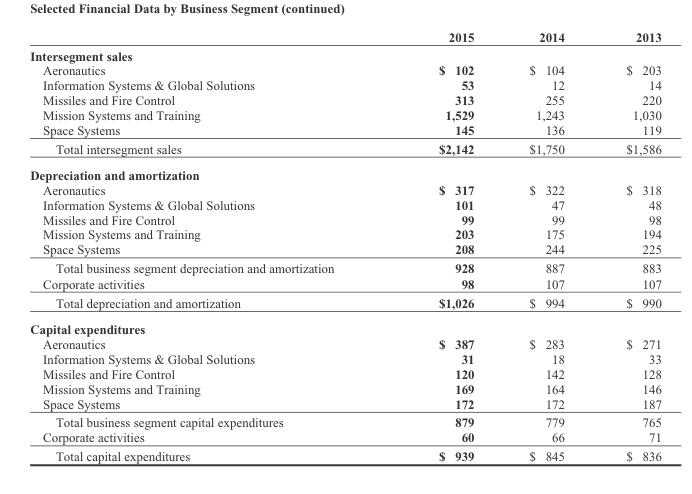 Selected Financial Data by Business Segment (continued)
2015 2014 2013
Intersegment sales
Aeronautics $ 102 $ 104 $ 203
Information Systems & Global Solutions 53 12 14
Missiles and Fire Control 313 255 220
Mission Systems and Training 1,529 1,243 1,030
Space Systems 145 136 119
Total intersegment sales $2,142 $1,750 $1,586
Depreciation and amortization
Aeronautics $ 317 $ 322 $ 318
Information Systems & Global Solutions 101 47 48
Missiles and Fire Control 99 99 98
Mission Systems and Training 203 175 194
Space Systems 208 244 225
Total business segment depreciation and amortization 928 887 883
Corporate activities 98 107 107
Total depreciation and amortization $1,026 $ 994 $ 990
Capital expenditures
Aeronautics $ 387 $ 283 $ 271
Information Systems & Global Solutions 31 18 33
Missiles and Fire Control 120 142 128
Mission Systems and Training 169 164 146
Space Systems 172 172 187
Total business segment capital expenditures 879 779 765
Corporate activities 60 66 71
Total capital expenditures $ 939 $ 845 $ 836